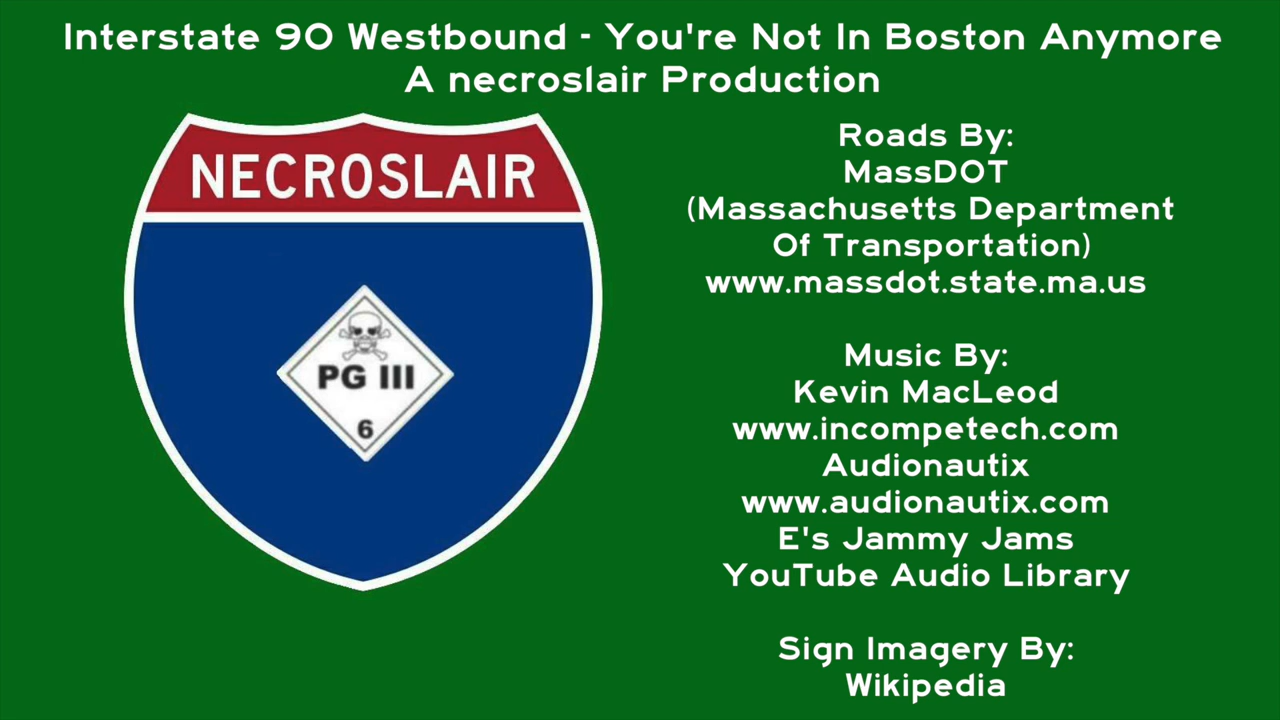 Interstate 90 Westbound - You're Not In Boston Anymore
A necroslair Production
NECROSLAIR
PG III
6
Roads By:
MassDOT
(Massachusetts Department
Of Transportation)
www.massdot.state.ma.us
Music By:
Kevin MacLeod
www.incompetech.com
Audionautix
www.audionautix.com
E's Jammy Jams
YouTube Audio Library
Sign Imagery By:
Wikipedia